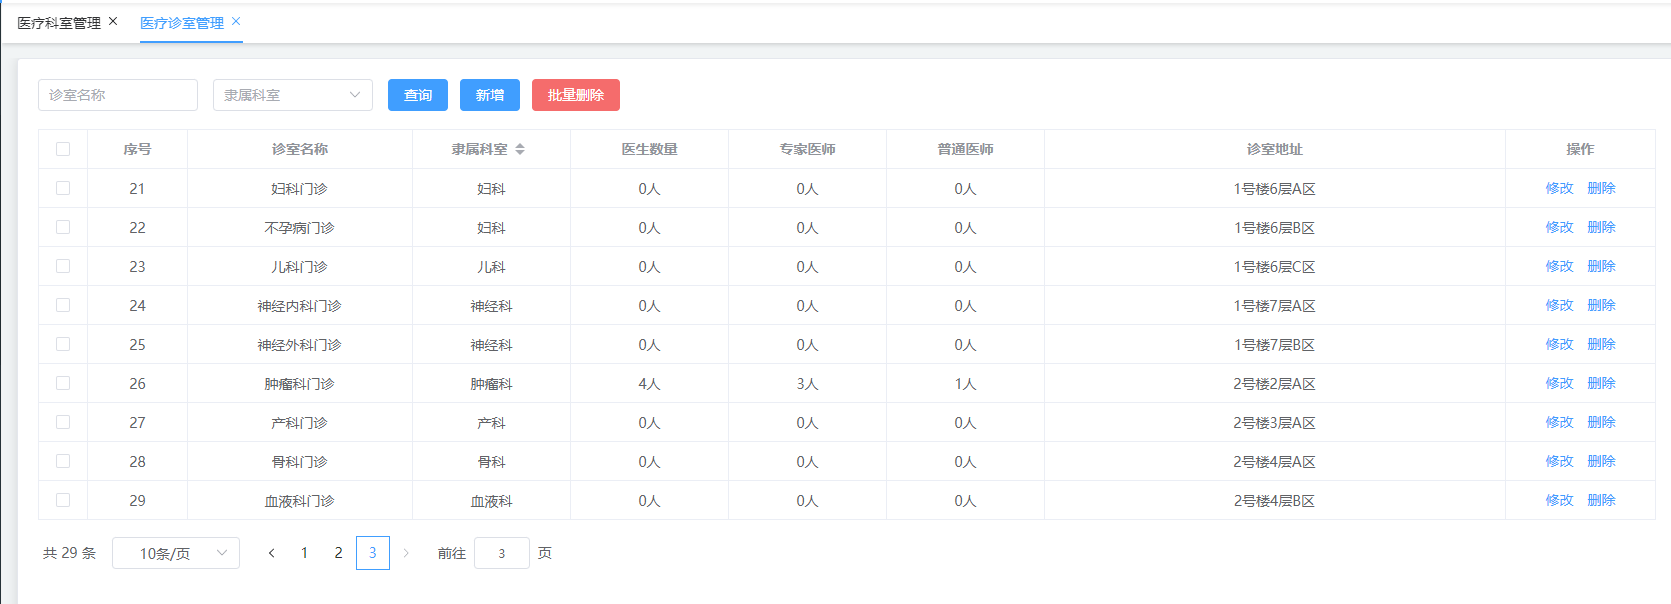 医疗科室管理 × 医疗诊室管理 ×
诊室名称 隶属科室 查询 新增 批量删除
序号 诊室名称 隶属科室 医生数量 专家医师 普通医师 诊室地址 操作
21 妇科门诊 妇科 0人 0人 0人 1号楼6层A区 修改 删除
22 不孕病门诊 妇科 0人 0人 0人 1号楼6层B区 修改 删除
23 儿科门诊 儿科 0人 0人 0人 1号楼6层C区 修改 删除
24 神经内科门诊 神经科 0人 0人 0人 1号楼7层A区 修改 删除
25 神经外科门诊 神经科 0人 0人 0人 1号楼7层B区 修改 删除
26 肿瘤科门诊 肿瘤科 4人 3人 1人 2号楼2层A区 修改 删除
27 产科门诊 产科 0人 0人 0人 2号楼3层A区 修改 删除
28 骨科门诊 骨科 0人 0人 0人 2号楼4层A区 修改 删除
29 血液科门诊 血液科 0人 0人 0人 2号楼4层B区 修改 删除
共 29 条 10条/页 < 1 2 3 > 前往 3 页